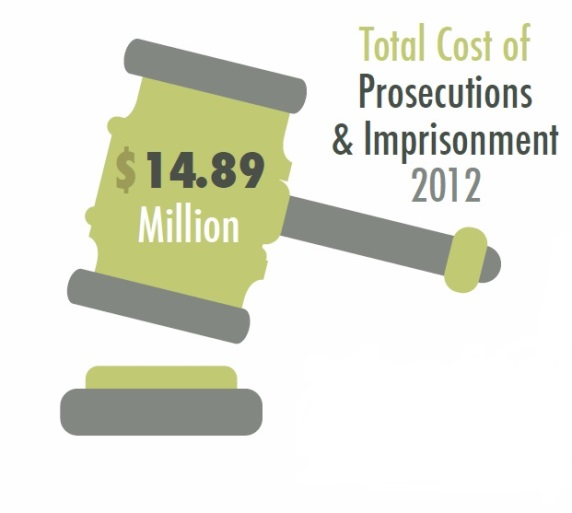 Total Cost of
Prosecutions
& Imprisonment
2012
$14.89
Million